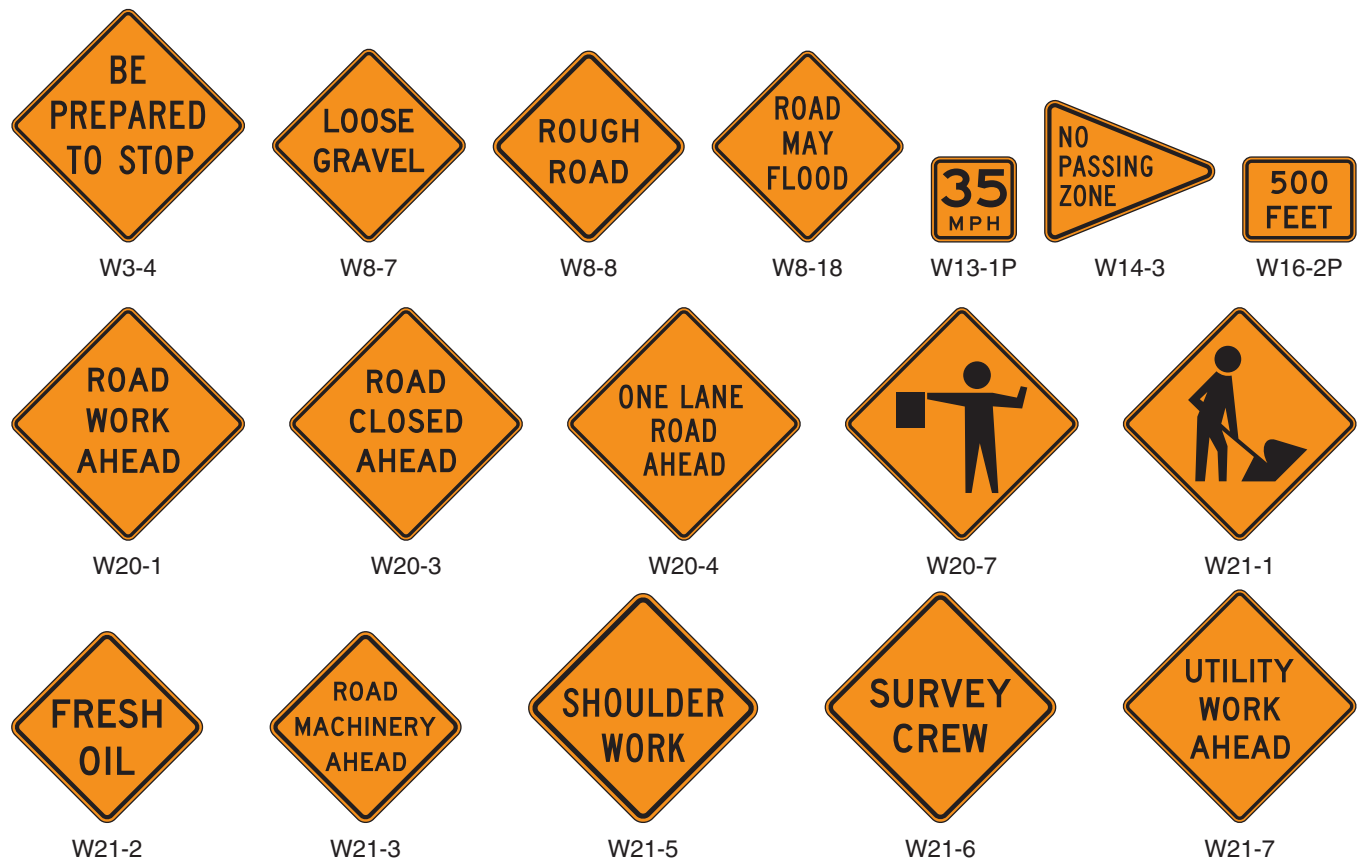 BE
PREPARED
TO STOP
W3-4
LOOSE
GRAVEL
W8-7
ROUGH
ROAD
W8-8
ROAD
MAY
FLOOD
W8-18
35
MPH
W13-1P
NO
PASSING
ZONE
W14-3
500
FEET
W16-2P
ROAD
WORK
AHEAD
W20-1
ROAD
CLOSED
AHEAD
W20-3
ONE LANE
ROAD
AHEAD
W20-4
W20-7
W21-1
FRESH
OIL
W21-2
ROAD
MACHINERY
AHEAD
W21-3
SHOULDER
WORK
W21-5
SURVEY
CREW
W21-6
UTILITY
WORK
AHEAD
W21-7